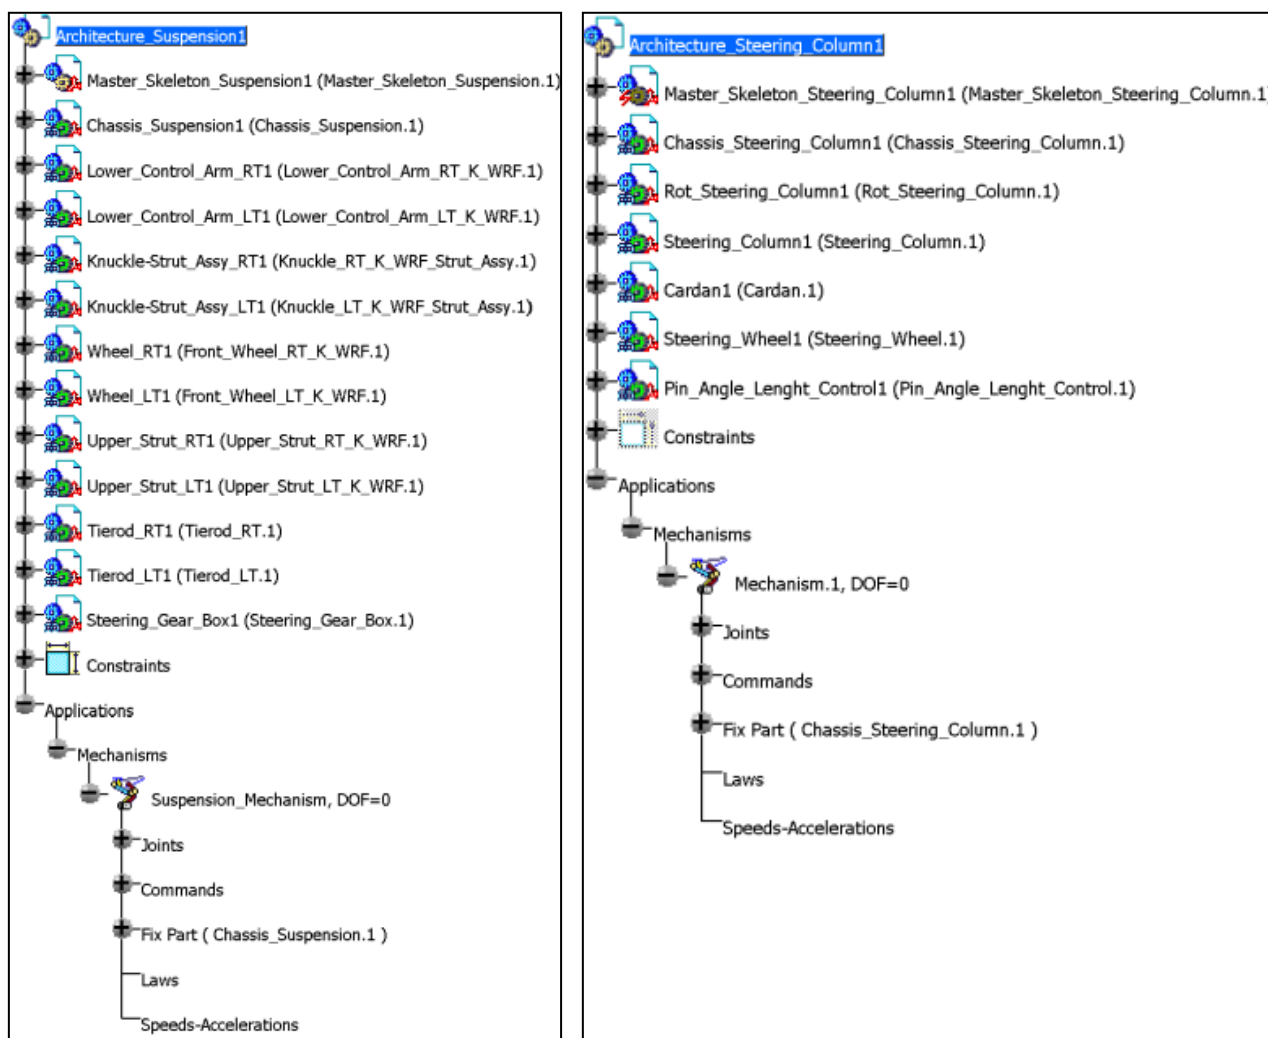 Architecture_Suspension1
Master_Skeleton_Suspension1 (Master_Skeleton_Suspension.1)
Chassis_Suspension1 (Chassis_Suspension.1)
Lower_Control_Arm_RT1 (Lower_Control_Arm_RT_K_WRF.1)
Lower_Control_Arm_LT1 (Lower_Control_Arm_LT_K_WRF.1)
Knuckle-Strut_Assy_RT1 (Knuckle_RT_K_WRF_Strut_Assy.1)
Knuckle-Strut_Assy_LT1 (Knuckle_LT_K_WRF_Strut_Assy.1)
Wheel_RT1 (Front_Wheel_RT_K_WRF.1)
Wheel_LT1 (Front_Wheel_LT_K_WRF.1)
Upper_Strut_RT1 (Upper_Strut_RT_K_WRF.1)
Upper_Strut_LT1 (Upper_Strut_LT_K_WRF.1)
Tierod_RT1 (Tierod_RT.1)
Tierod_LT1 (Tierod_LT.1)
Steering_Gear_Box1 (Steering_Gear_Box.1)
Constraints
Applications
Mechanisms
Suspension_Mechanism, DOF=0
Joints
Commands
Fix Part ( Chassis_Suspension.1 )
Laws
Speeds-Accelerations
Architecture_Steering_Column1
Master_Skeleton_Steering_Column1 (Master_Skeleton_Steering_Column.1)
Chassis_Steering_Column1 (Chassis_Steering_Column.1)
Rot_Steering_Column1 (Rot_Steering_Column.1)
Steering_Column1 (Steering_Column.1)
Cardan1 (Cardan.1)
Steering_Wheel1 (Steering_Wheel.1)
Pin_Angle_Lenght_Control1 (Pin_Angle_Lenght_Control.1)
Constraints
Applications
Mechanisms
Mechanism.1, DOF=0
Joints
Commands
Fix Part ( Chassis_Steering_Column.1 )
Laws
Speeds-Accelerations